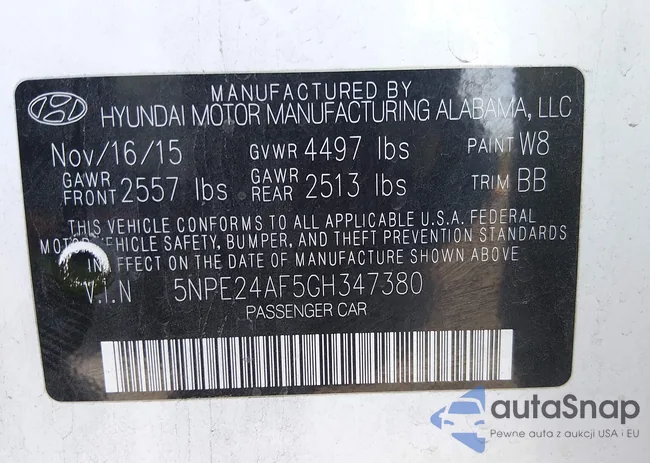 MANUFACTURED BY
HYUNDAI MOTOR MANUFACTURING ALABAMA, LLC
Nov/16/15 GVWR 4497 lbs PAINT W8
GAWR FRONT 2557 lbs GAWR REAR 2513 lbs TRIM BB
THIS VEHICLE CONFORMS TO ALL APPLICABLE U.S.A. FEDERAL
MOTOR VEHICLE SAFETY, BUMPER, AND THEFT PREVENTION STANDARDS
IN EFFECT ON THE DATE OF MANUFACTURE SHOWN ABOVE.
V.I.N 5NPE24AF5GH347380
PASSENGER CAR
autaSnap
Pewne auta z aukcji USA i EU